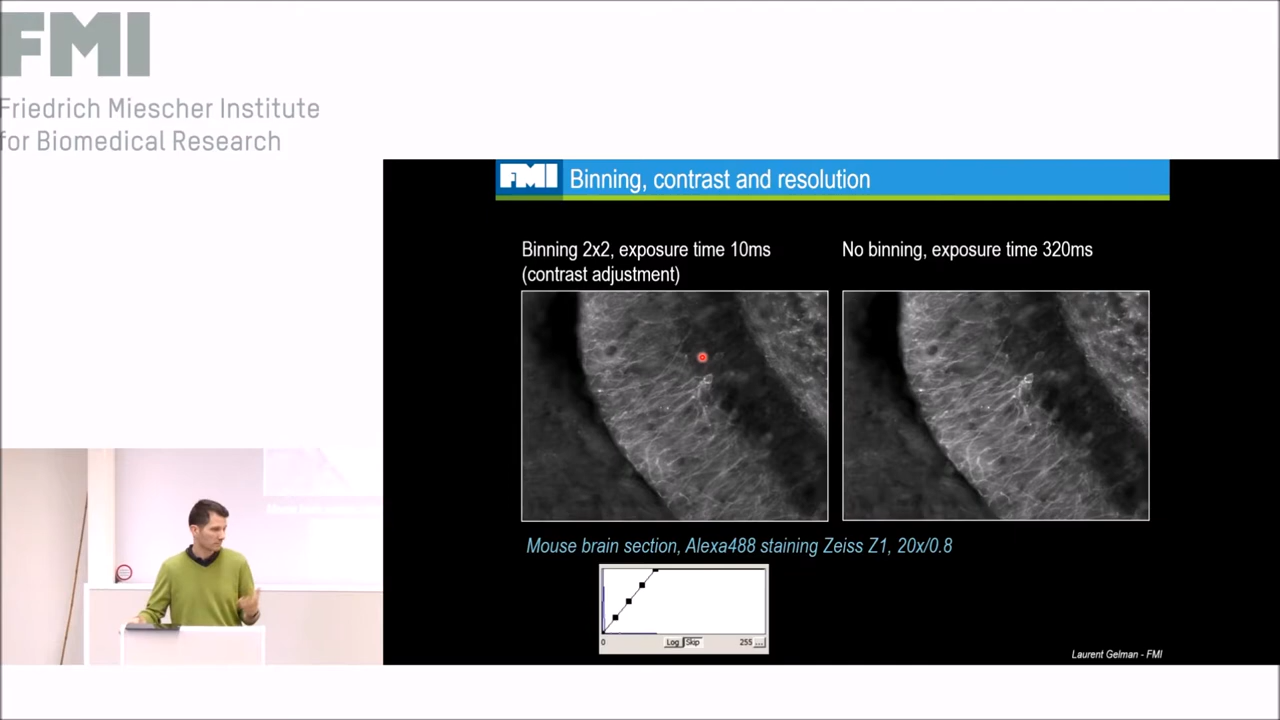 FMI
Friedrich Miescher Institute
for Biomedical Research
FMI
Binning, contrast and resolution
Binning 2x2, exposure time 10ms
(contrast adjustment)
No binning, exposure time 320ms
Mouse brain section, Alexa488 staining Zeiss Z1, 20x/0.8
0
Log
Skip
255
...
Laurent Gelman - FMI